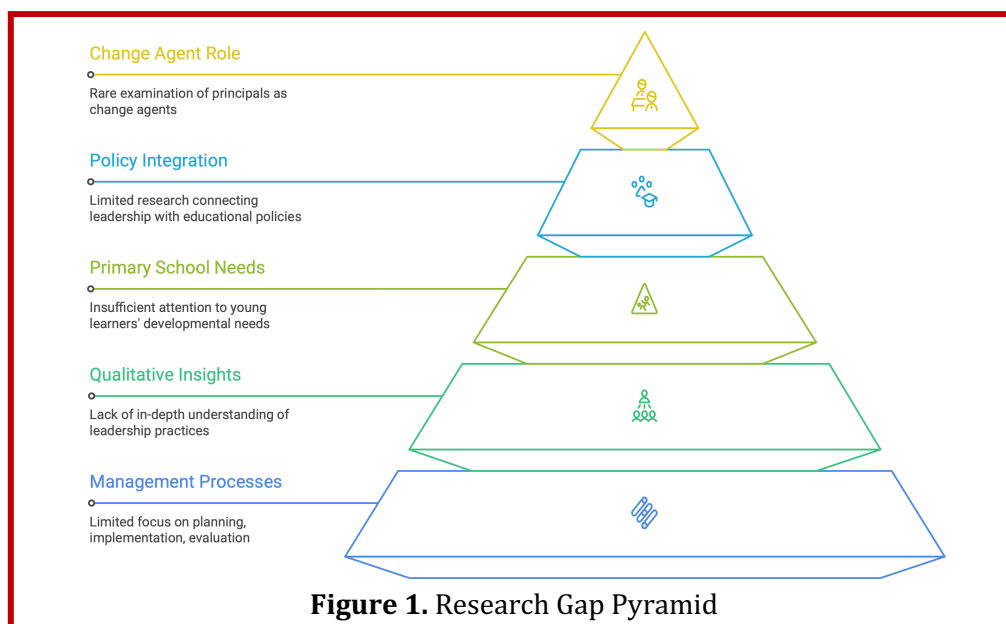 Change Agent Role
Rare examination of principals as
change agents
Policy Integration
Limited research connecting
leadership with educational policies
Primary School Needs
Insufficient attention to young
learners' developmental needs
Qualitative Insights
Lack of in-depth understanding of
leadership practices
Management Processes
Limited focus on planning,
implementation, evaluation
Figure 1. Research Gap Pyramid